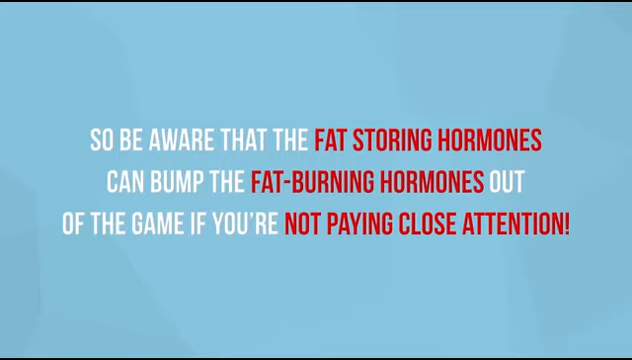 SO BE AWARE THAT THE FAT STORING HORMONES
CAN BUMP THE FAT-BURNING HORMONES OUT
OF THE GAME IF YOU'RE NOT PAYING CLOSE ATTENTION!